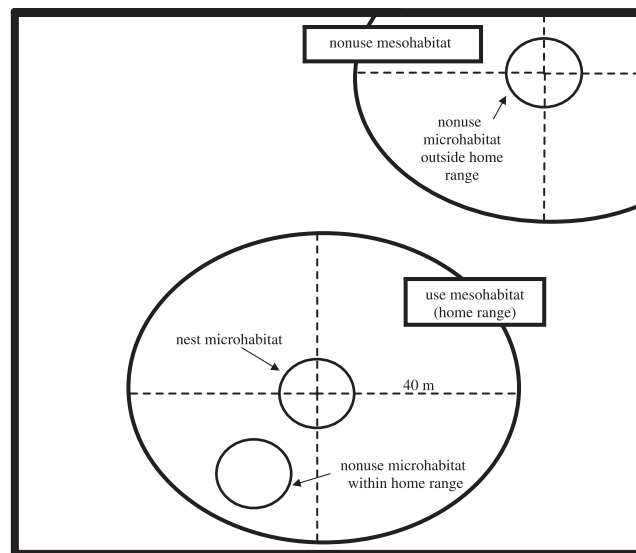 nonuse mesohabitat
nonuse
microhabitat
outside home
range
use mesohabitat
(home range)
nest microhabitat
40 m
nonuse microhabitat
within home range